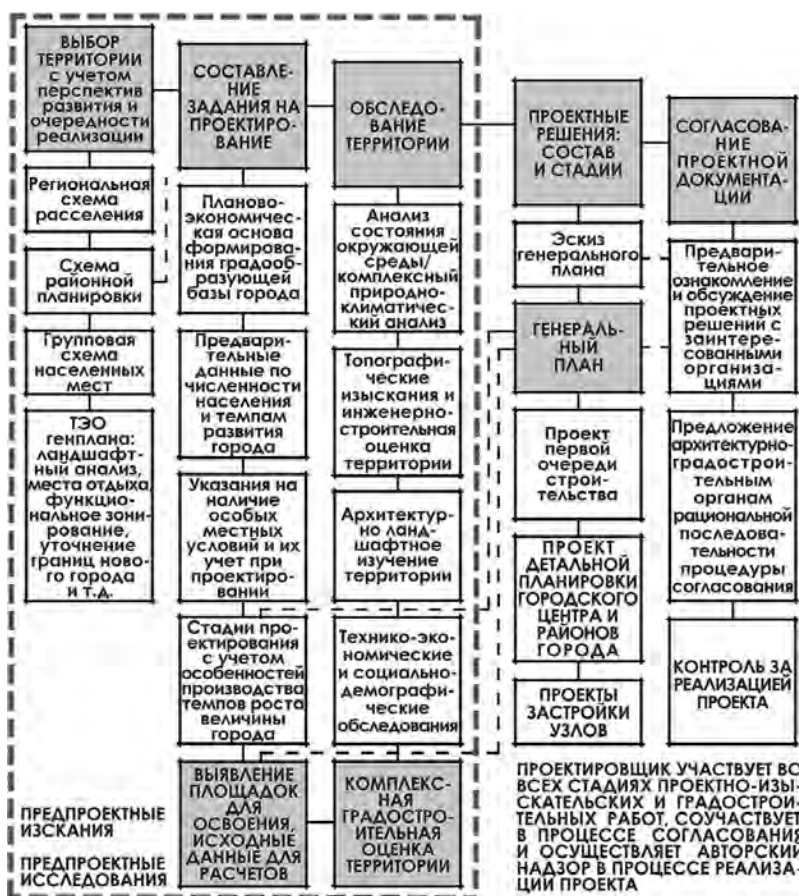 ВЫБОР
ТЕРРИТОРИИ
с учетом
перспектив
развития и
очередности
реализации
Региональная
схема
расселения
Схема
районной
планировки
Групповая
схема
населенных
мест
ТЭО
генплана:
ландшафт-
ный анализ,
места отдыха,
функцио-
нальное зони-
рование,
уточнение
границ ново-
го города
и т.д.
СОСТАВЛЕ-
НИЕ
ЗАДАНИЯ НА
ПРОЕКТИРО-
ВАНИЕ
Планово-
экономичес-
кая основа
формирова-
ния градооб-
разующей
базы города
Предвари-
тельные
данные по
численности
населения
и темпам
развития
города
Указания на
наличие
особых
местных
условий и их
учет при
проектиро-
вании
Стадии про-
ектирования
с учетом
особенностей
производства
темпов роста
величины
города
ВЫЯВЛЕНИЕ
ПЛОЩАДОК
ДЛЯ
ОСВОЕНИЯ,
ИСХОДНЫЕ
ДАННЫЕ ДЛЯ
РАСЧЕТОВ
ОБСЛЕДО-
ВАНИЕ
ТЕРРИТОРИИ
Анализ
состояния
окружающей
среды/
комплексный
природно-
климатичес-
кий анализ
Топографи-
ческие
изыскания и
инженерно-
строительная
оценка
территории
Архитектур-
но ланд-
шафтное
изучение
территории
Технико-эко-
номические
и социально-
демографи-
ческие
обследования
КОМПЛЕКС-
НАЯ
ГРАДОСТРО-
ИТЕЛЬНАЯ
ОЦЕНКА
ТЕРРИТОРИИ
ПРЕДПРОЕКТНЫЕ
ИЗСКАНИЯ
ПРЕДПРОЕКТНЫЕ
ИССЛЕДОВАНИЯ
ПРОЕКТНЫЕ
РЕШЕНИЯ:
СОСТАВ
И СТАДИИ
Эскиз
генерального
плана
ГЕНЕРАЛЬ-
НЫЙ
ПЛАН
Проект
первой
очереди
строи-
тельства
ПРОЕКТ
ДЕТАЛЬНОЙ
ПЛАНИРОВКИ
ГОРОДСКОГО
ЦЕНТРА И
РАЙОНОВ
ГОРОДА
ПРОЕКТЫ
ЗАСТРОЙКИ
УЗЛОВ
СОГЛАСОВА-
НИЕ
ПРОЕКТНОЙ
ДОКУМЕНТА-
ЦИИ
Предвари-
тельное
ознакомление
и обсуждение
проектных
решений с
заинтере-
сованными
организа-
циями
Предложение
архитектурно-
градострои-
тельным
органам
рациональной
последова-
тельности
процедуры
согласования
КОНТРОЛЬ ЗА
РЕАЛИЗАЦИЕЙ
ПРОЕКТА
ПРОЕКТИРОВЩИК УЧАСТВУЕТ ВО
ВСЕХ СТАДИЯХ ПРОЕКТНО-ИЗЫ-
СКАТЕЛЬСКИХ И ГРАДОСТРОИ-
ТЕЛЬНЫХ РАБОТ, СОУЧАСТВУЕТ
В ПРОЦЕССЕ СОГЛАСОВАНИЯ
И ОСУЩЕСТВЛЯЕТ АВТОРСКИЙ
НАДЗОР В ПРОЦЕССЕ РЕАЛИЗА-
ЦИИ ПРОЕКТА